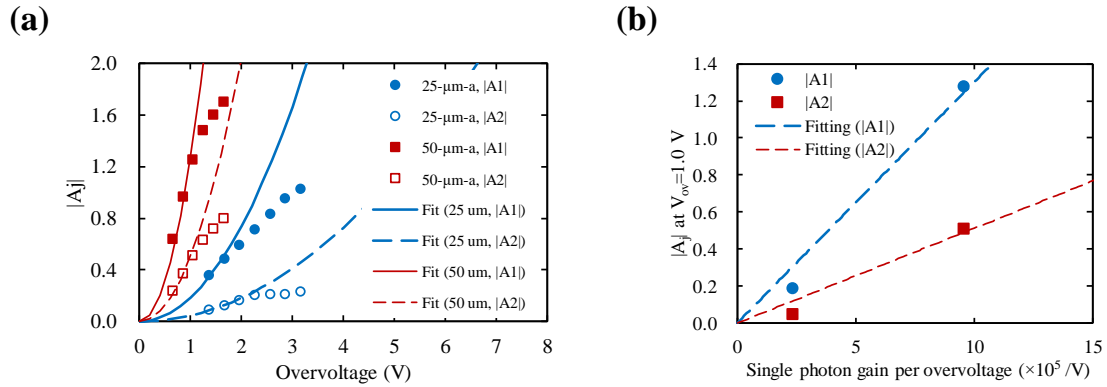 (a)
2.0
1.6
1.2
0.8
0.4
0.0
|Aj|
0 1 2 3 4 5 6 7 8
Overvoltage (V)
25-μm-a, |A1|
25-μm-a, |A2|
50-μm-a, |A1|
50-μm-a, |A2|
Fit (25 um, |A1|)
Fit (25 um, |A2|)
Fit (50 um, |A1|)
Fit (50 um, |A2|)
(b)
1.4
1.2
1.0
0.8
0.6
0.4
0.2
0.0
|Aj| at Vov=1.0 V
|A1|
|A2|
Fitting (|A1|)
Fitting (|A2|)
0 5 10 15
Single photon gain per overvoltage (×10⁵ /V)